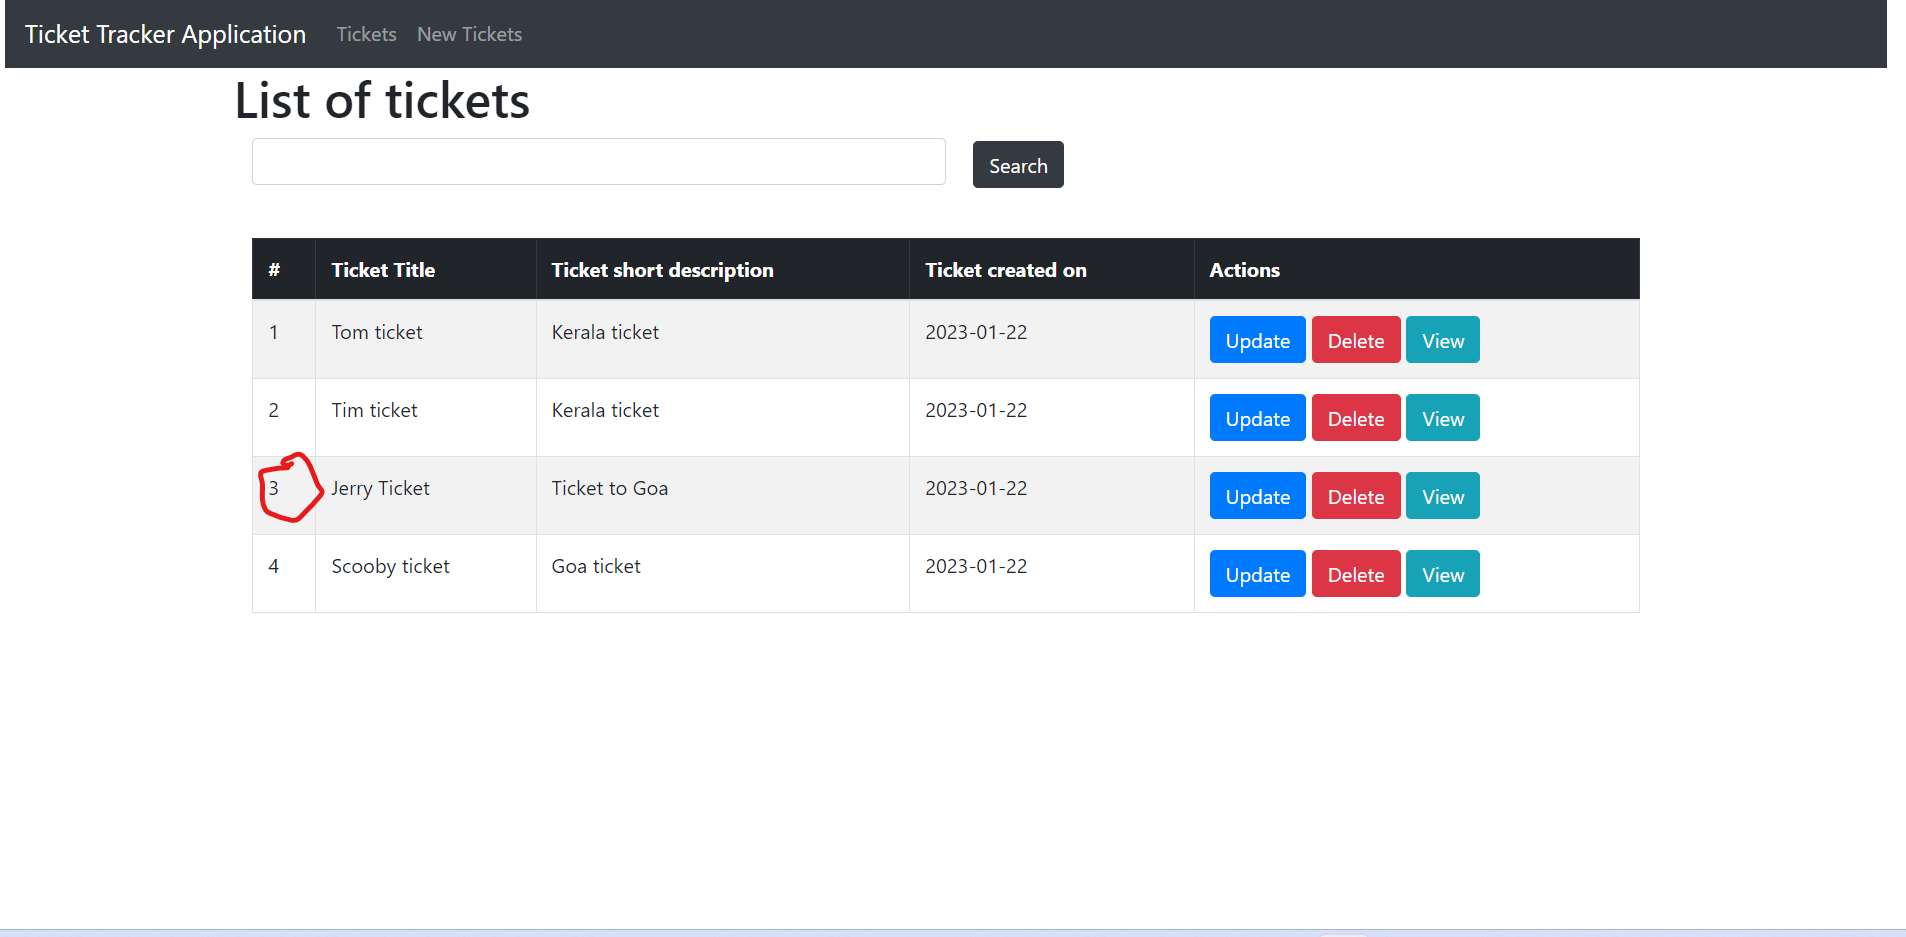 Ticket Tracker Application Tickets New Tickets
List of tickets
Search
# Ticket Title Ticket short description Ticket created on Actions
1 Tom ticket Kerala ticket 2023-01-22 Update Delete View
2 Tim ticket Kerala ticket 2023-01-22 Update Delete View
3 Jerry Ticket Ticket to Goa 2023-01-22 Update Delete View
4 Scooby ticket Goa ticket 2023-01-22 Update Delete View